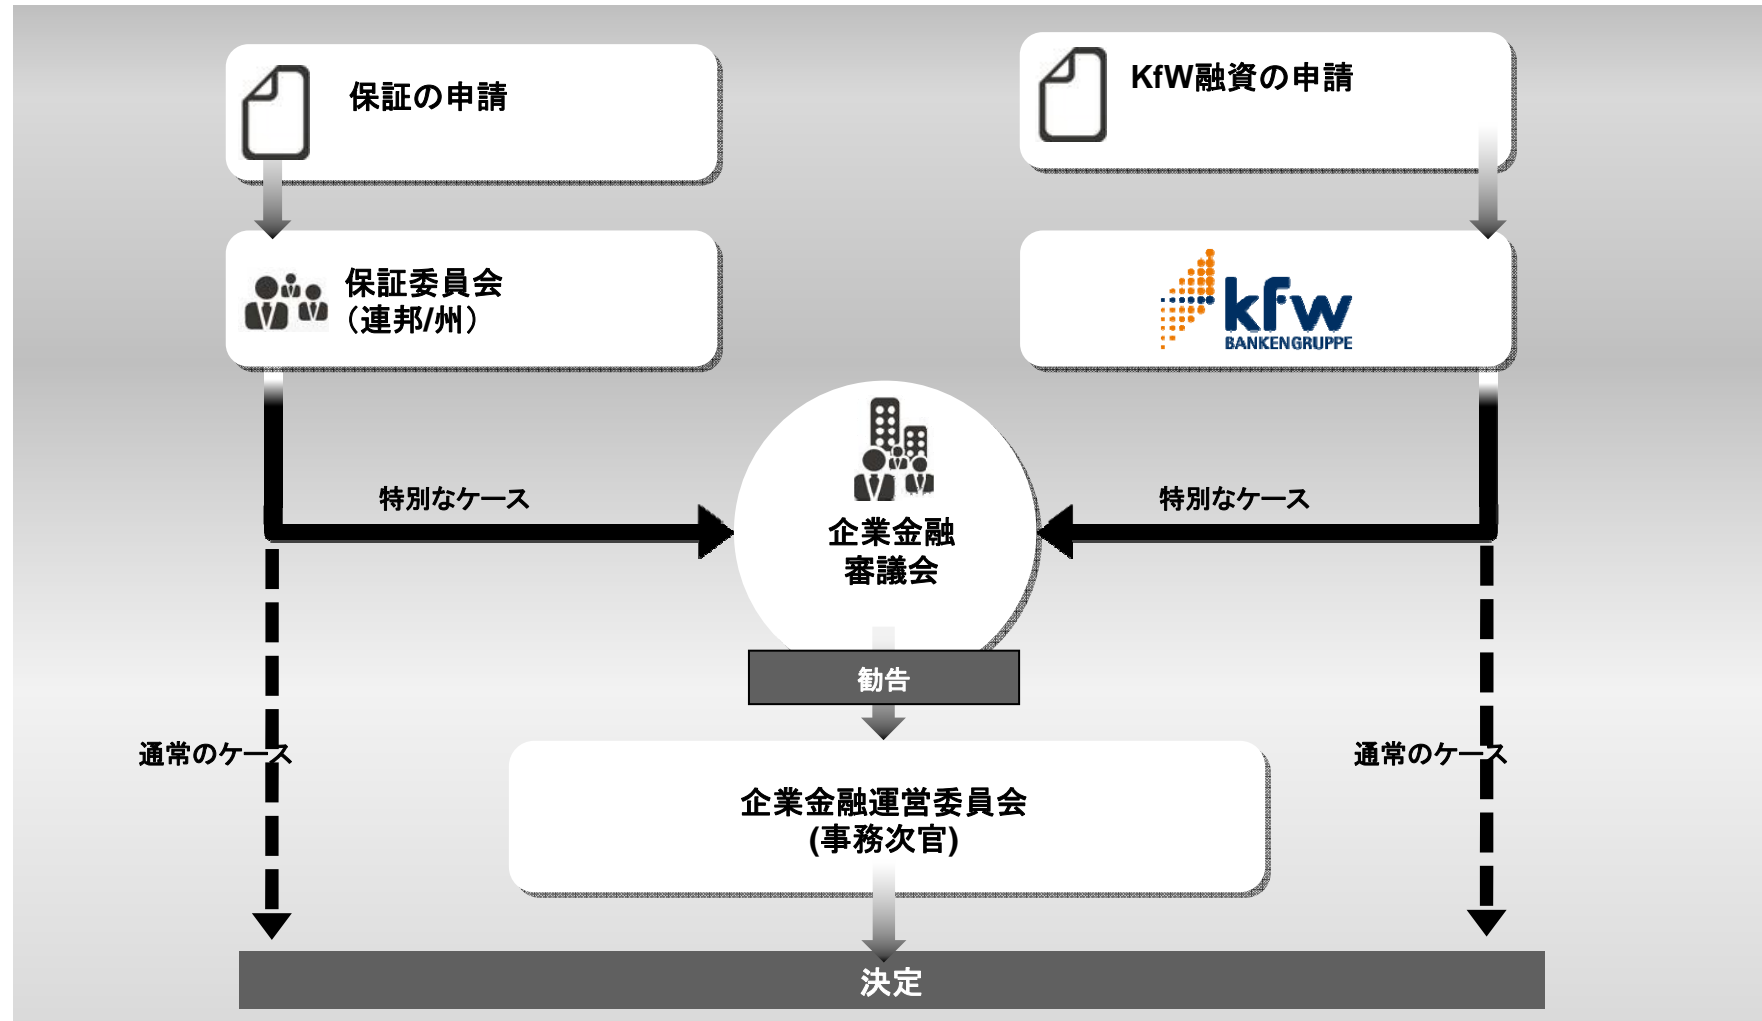 保証の申請
KfW融資の申請
保証委員会
（連邦/州）
kfw
BANKENGRUPPE
特別なケース
特別なケース
企業金融
審議会
勧告
通常のケース
通常のケース
企業金融運営委員会
(事務次官)
決定